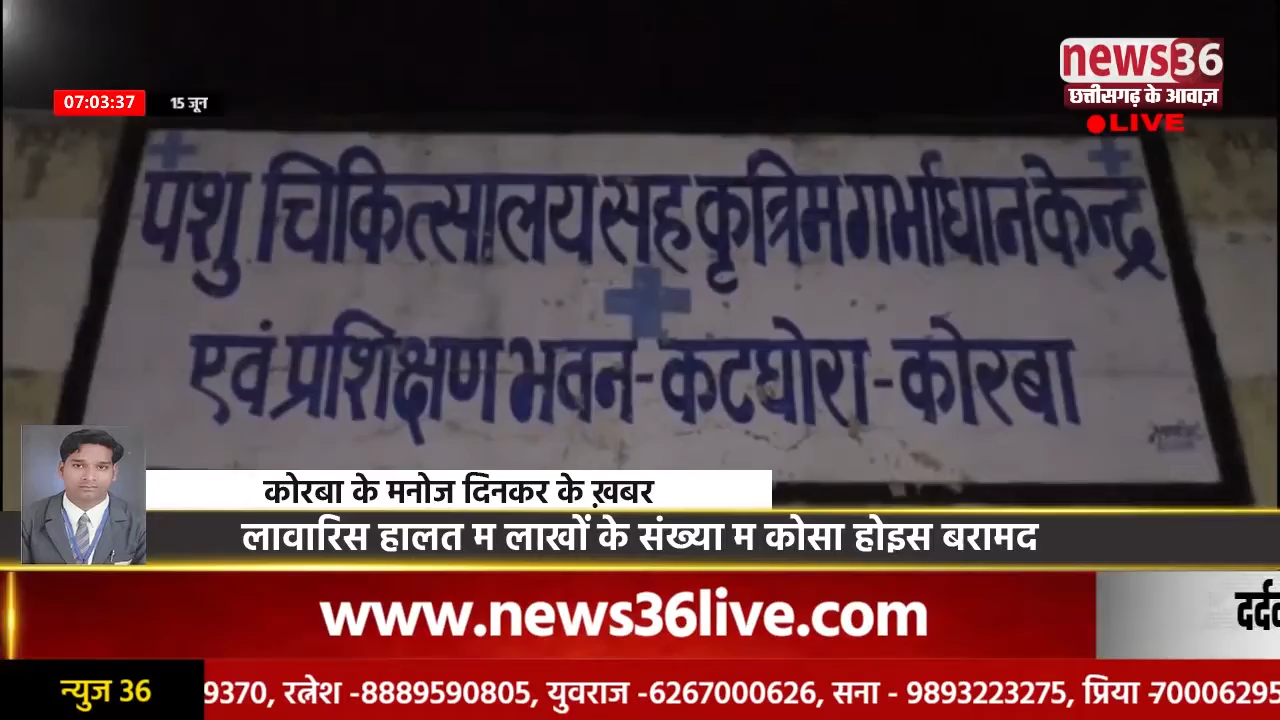 news36
छत्तीसगढ़ के आवाज़
LIVE
07:03:37 15 जून
पशु चिकित्सालय सह कृत्रिम गर्भाधान केन्द्र
एवं प्रशिक्षण भवन-कटघोरा-कोरबा
कोरबा के मनोज दिनकर के ख़बर
लावारिस हालत म लाखों के संख्या म कोसा होइस बरामद
www.news36live.com
न्युज 36
9370, रत्नेश -8889590805, युवराज -6267000626, सना - 9893223275, प्रिया -7000629